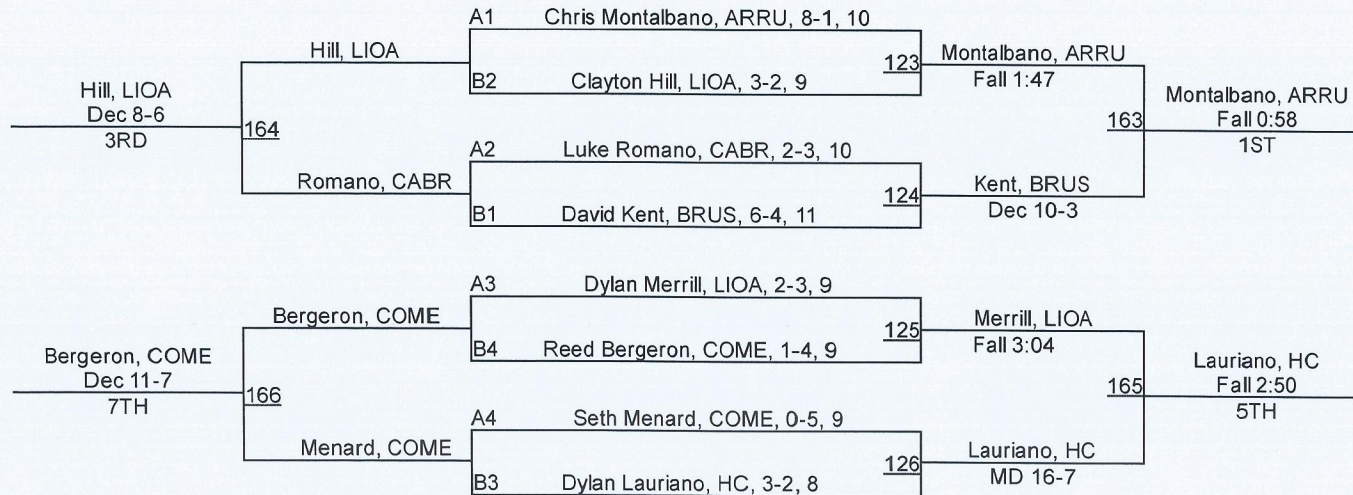 A1 Chris Montalbano, ARRU, 8-1, 10
Hill, LIOA
123 Montalbano, ARRU
Fall 1:47
B2 Clayton Hill, LIOA, 3-2, 9
Hill, LIOA
Dec 8-6
3RD
164
163
Montalbano, ARRU
Fall 0:58
1ST
A2 Luke Romano, CABR, 2-3, 10
Romano, CABR
124 Kent, BRUS
Dec 10-3
B1 David Kent, BRUS, 6-4, 11
A3 Dylan Merrill, LIOA, 2-3, 9
Bergeron, COME
125 Merrill, LIOA
Fall 3:04
B4 Reed Bergeron, COME, 1-4, 9
Bergeron, COME
Dec 11-7
7TH
166
165
Lauriano, HC
Fall 2:50
5TH
A4 Seth Menard, COME, 0-5, 9
Menard, COME
126 Lauriano, HC
MD 16-7
B3 Dylan Lauriano, HC, 3-2, 8